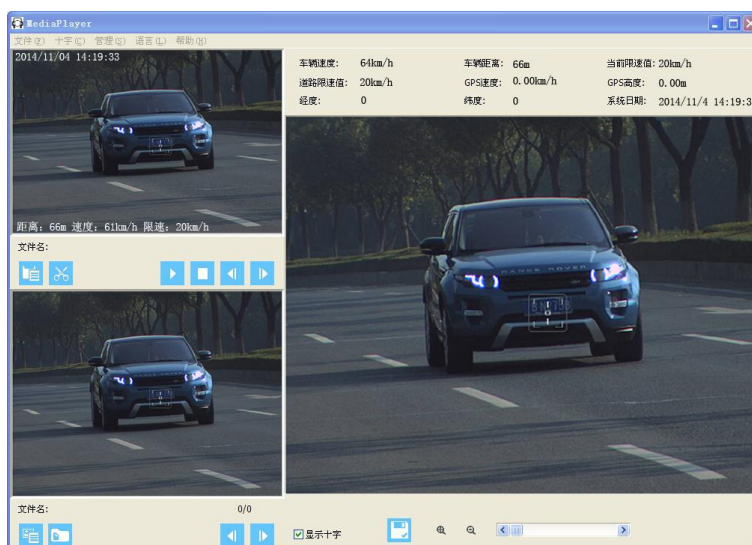 MediaPlayer
文件(F) 十字(C) 管理(G) 语言(L) 帮助(H)
2014/11/04 14:19:33
距离: 66m 速度: 61km/h 限速: 20km/h
文件名:
车辆速度: 64km/h 车辆距离: 66m 当前限速值: 20km/h
道路限速值: 20km/h GPS速度: 0.00km/h GPS高度: 0.00m
经度: 0 纬度: 0 系统日期: 2014/11/4 14:19:3
RANGE ROVER
文件名: 0/0
显示十字